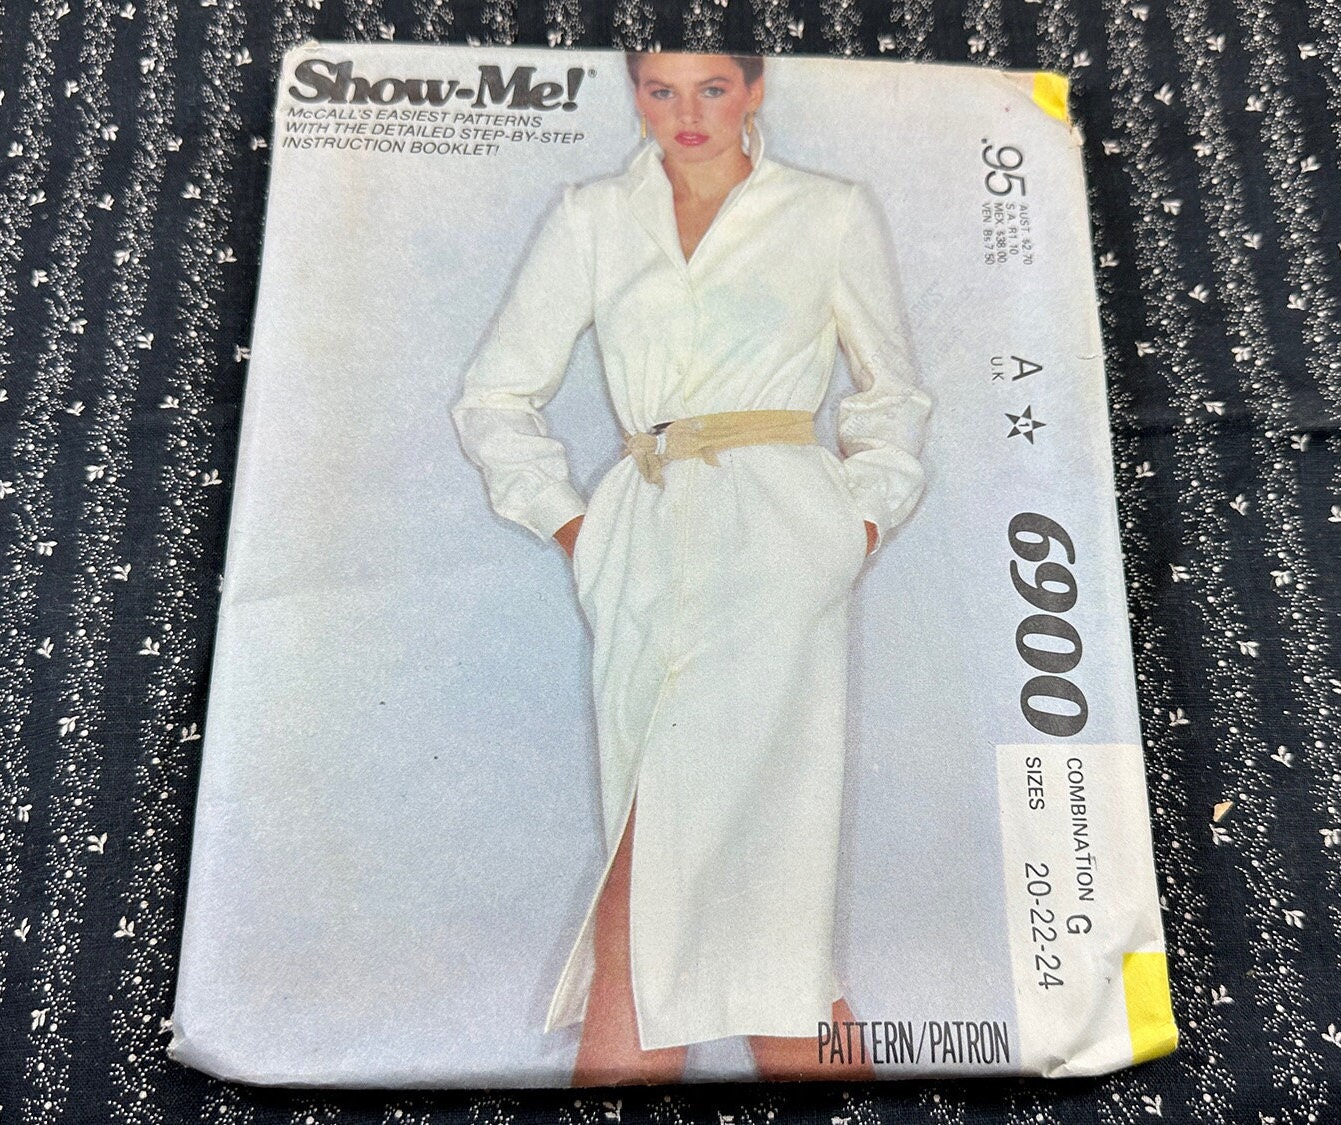 Show-Me!®
McCALL'S EASIEST PATTERNS
WITH THE DETAILED STEP-BY-STEP
INSTRUCTION BOOKLET!
.95
AUST. $2.70
S.A. R1.10
MEX. $38.00
VEN. Bs 7.50
A
U.K
1
6900
COMBINATION G
SIZES 20-22-24
PATTERN/PATRON